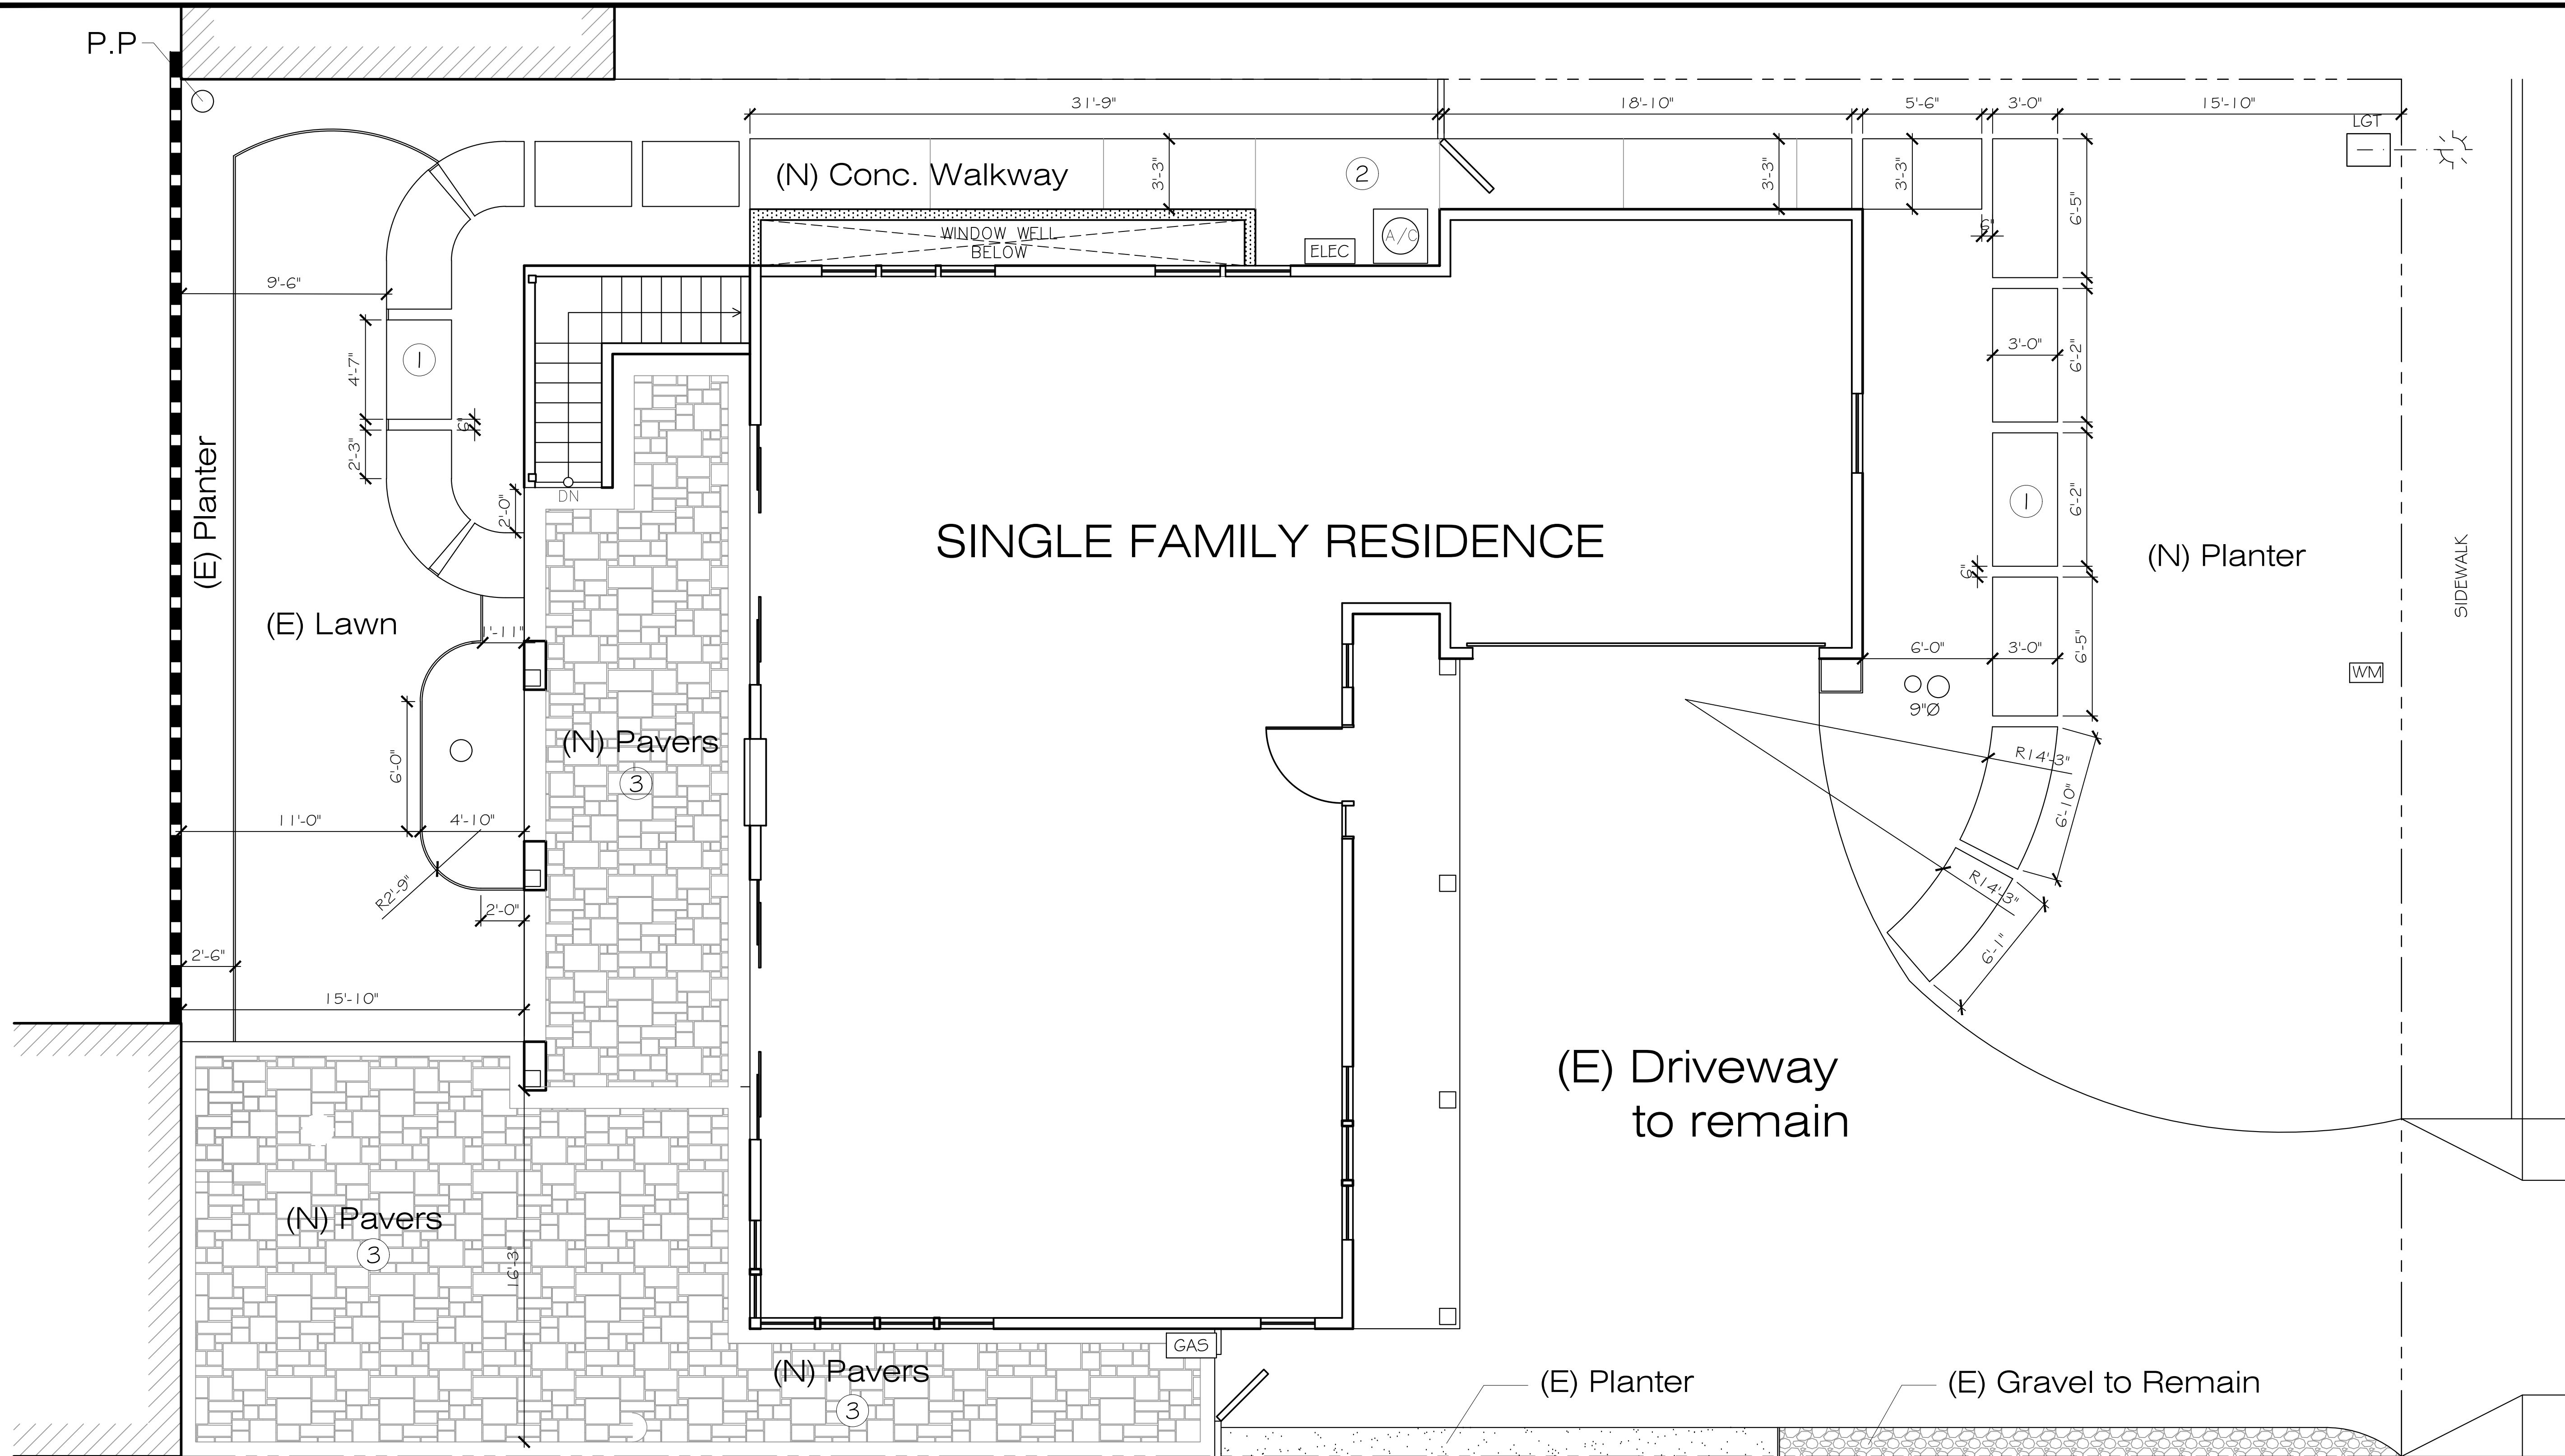 P.P
31'-9"
18'-10"
5'-6"
3'-0"
15'-10"
LGT
(N) Conc. Walkway
3'-3"
2
3'-3"
3'-3"
6'-5"
6"
WINDOW WELL
BELOW
ELEC
A/C
9'-6"
4'-7"
1
2'-3"
6"
3'-0"
6'-2"
(E) Planter
DN
2'-0"
6'-2"
1
SINGLE FAMILY RESIDENCE
(N) Planter
SIDEWALK
6"
(E) Lawn
1'-11"
6'-0"
3'-0"
6'-5"
WM
9"Ø
(N) Pavers
3
6'-0"
R14'-3"
6'-10"
11'-0"
4'-10"
R2'-9"
2'-0"
R14'-3"
6'-1"
2'-6"
15'-10"
(E) Driveway
to remain
(N) Pavers
3
16'-3"
GAS
(N) Pavers
3
(E) Planter
(E) Gravel to Remain